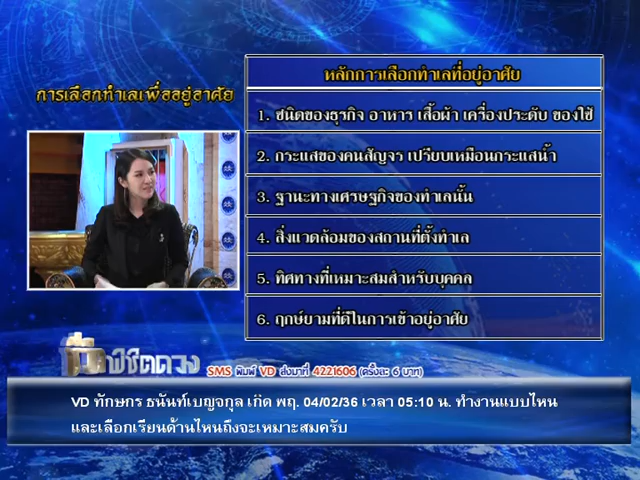 การเลือกทำเลเพื่ออยู่อาศัย
หลักการเลือกทำเลที่อยู่อาศัย
1. ชนิดของธุรกิจ อาหาร เสื้อผ้า เครื่องประดับ ของใช้
2. กระแสของคนสัญจร เปรียบเหมือนกระแสน้ำ
3. ฐานะทางเศรษฐกิจของทำเลนั้น
4. สิ่งแวดล้อมของสถานที่ตั้งทำเล
5. ทิศทางที่เหมาะสมสำหรับบุคคล
6. ฤกษ์ยามที่ดีในการเข้าอยู่อาศัย
พิชิตดวง
SMS พิมพ์ VD ส่งมาที่ 4221606 (ครั้งละ 6 บาท)
VD ทักษกร ธนันท์เบญจกุล เกิด พฤ. 04/02/36 เวลา 05:10 น. ทำงานแบบไหน
และเลือกเรียนด้านไหนถึงจะเหมาะสมครับ